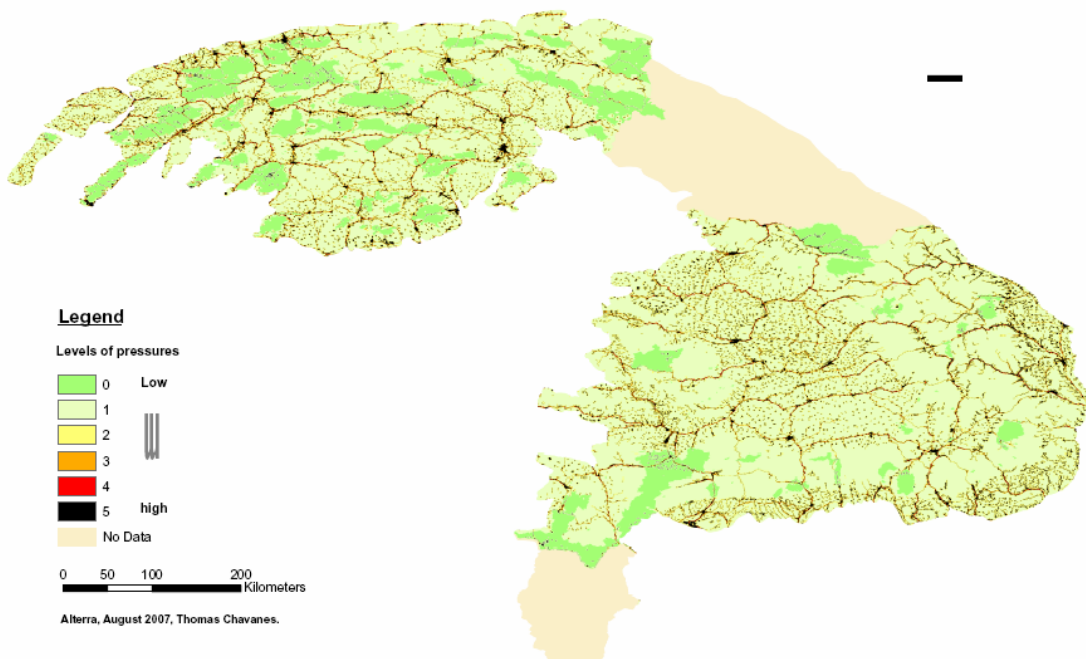 Legend
Levels of pressures
0 Low
1
2
3
4
5 high
No Data
0 50 100 200
Kilometers
Alterra, August 2007, Thomas Chavanes.